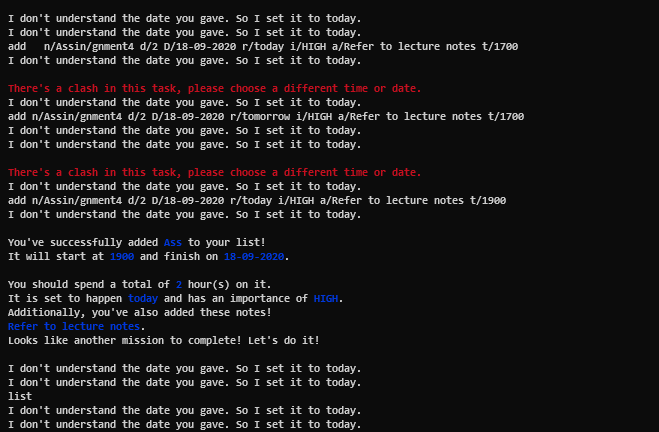 I don't understand the date you gave. So I set it to today.
I don't understand the date you gave. So I set it to today.
add   n/Assin/gnment4 d/2 D/18-09-2020 r/today i/HIGH a/Refer to lecture notes t/1700
I don't understand the date you gave. So I set it to today.
There's a clash in this task, please choose a different time or date.
I don't understand the date you gave. So I set it to today.
add n/Assin/gnment4 d/2 D/18-09-2020 r/tomorrow i/HIGH a/Refer to lecture notes t/1700
I don't understand the date you gave. So I set it to today.
I don't understand the date you gave. So I set it to today.
There's a clash in this task, please choose a different time or date.
I don't understand the date you gave. So I set it to today.
add n/Assin/gnment4 d/2 D/18-09-2020 r/today i/HIGH a/Refer to lecture notes t/1900
I don't understand the date you gave. So I set it to today.
You've successfully added Ass to your list!
It will start at 1900 and finish on 18-09-2020.
You should spend a total of 2 hour(s) on it.
It is set to happen today and has an importance of HIGH.
Additionally, you've also added these notes!
Refer to lecture notes.
Looks like another mission to complete! Let's do it!
I don't understand the date you gave. So I set it to today.
I don't understand the date you gave. So I set it to today.
list
I don't understand the date you gave. So I set it to today.
I don't understand the date you gave. So I set it to today.